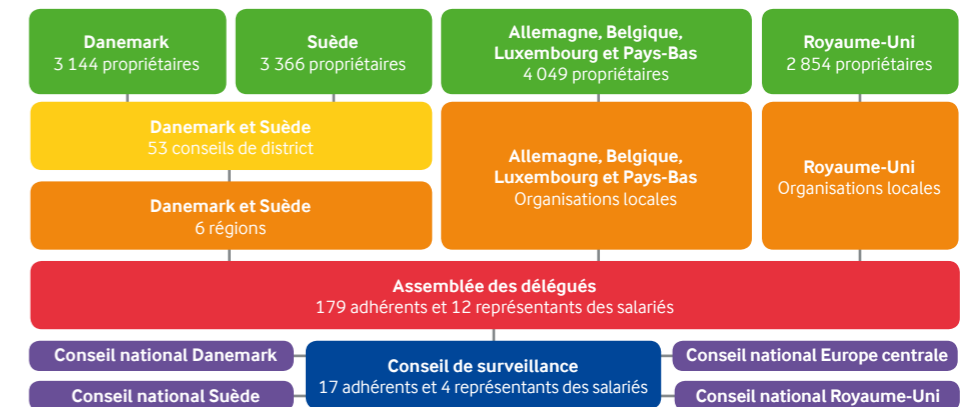 Danemark
3 144 propriétaires
Suède
3 366 propriétaires
Allemagne, Belgique,
Luxembourg et Pays-Bas
4 049 propriétaires
Royaume-Uni
2 854 propriétaires
Danemark et Suède
53 conseils de district
Allemagne, Belgique,
Luxembourg et Pays-Bas
Organisations locales
Royaume-Uni
Organisations locales
Danemark et Suède
6 régions
Assemblée des délégués
179 adhérents et 12 représentants des salariés
Conseil national Danemark
Conseil de surveillance
17 adhérents et 4 représentants des salariés
Conseil national Europe centrale
Conseil national Suède
Conseil national Royaume-Uni